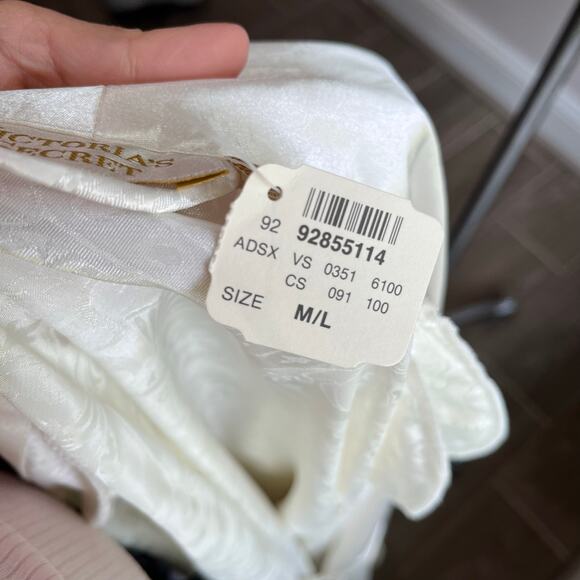 VICTORIA'S
SECRET
92 92855114
ADSX VS 0351 6100
CS 091 100
SIZE M/L